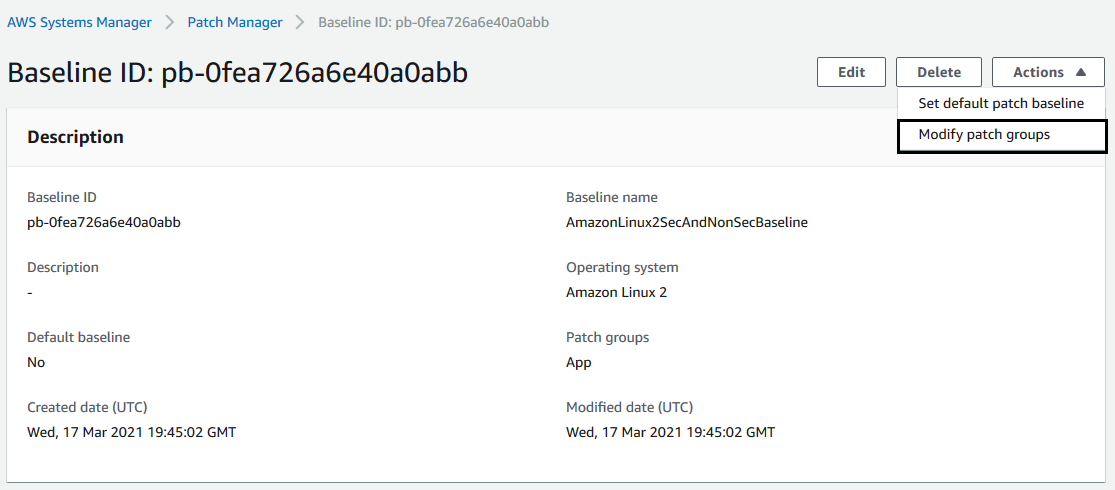 AWS Systems Manager > Patch Manager > Baseline ID: pb-0fea726a6e40a0abb
Baseline ID: pb-0fea726a6e40a0abb
Edit
Delete
Actions
Set default patch baseline
Modify patch groups
Description
Baseline ID
pb-0fea726a6e40a0abb
Baseline name
AmazonLinux2SecAndNonSecBaseline
Description
-
Operating system
Amazon Linux 2
Default baseline
No
Patch groups
App
Created date (UTC)
Wed, 17 Mar 2021 19:45:02 GMT
Modified date (UTC)
Wed, 17 Mar 2021 19:45:02 GMT